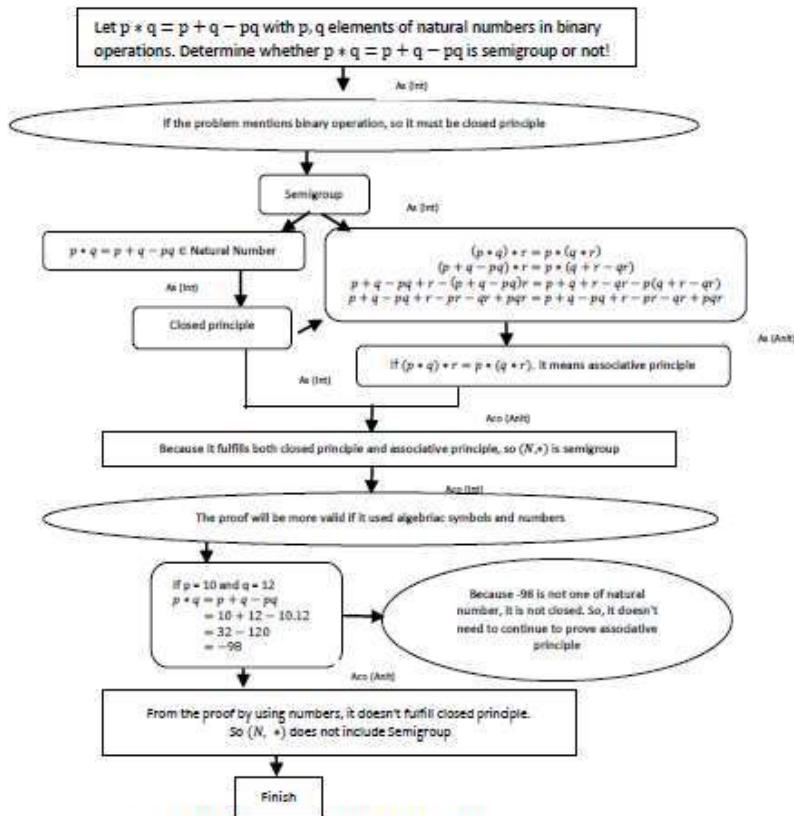 Let p * q = p + q − pq with p, q elements of natural numbers in binary
operations. Determine whether p * q = p + q − pq is semigroup or not!
As (Int)
If the problem mentions binary operation, so it must be closed principle
Semigroup
As (Int)
p * q = p + q − pq ∈ Natural Number
(p * q) * r = p * (q * r)
(p + q − pq) * r = p * (q + r − qr)
p + q − pq + r − (p + q − pq)r = p + q + r − qr − p(q + r − qr)
p + q − pq + r − pr − qr + pqr = p + q − pq + r − pr − qr + pqr
As (Int)
Closed principle
As (Anlt)
If (p * q) * r = p * (q * r). It means associative principle
As (Int)
Aco (Anlt)
Because it fulfills both closed principle and associative principle, so (N,*) is semigroup
Aco (Int)
The proof will be more valid if it used algebriac symbols and numbers
If p = 10 and q = 12
p * q = p + q − pq
= 10 + 12 − 10.12
= 32 − 120
= −98
Because -98 is not one of natural
number, it is not closed. So, it doesn't
need to continue to prove associative
principle
Aco (Anlt)
From the proof by using numbers, it doesn't fulfill closed principle.
So (N, *) does not include Semigroup
Finish